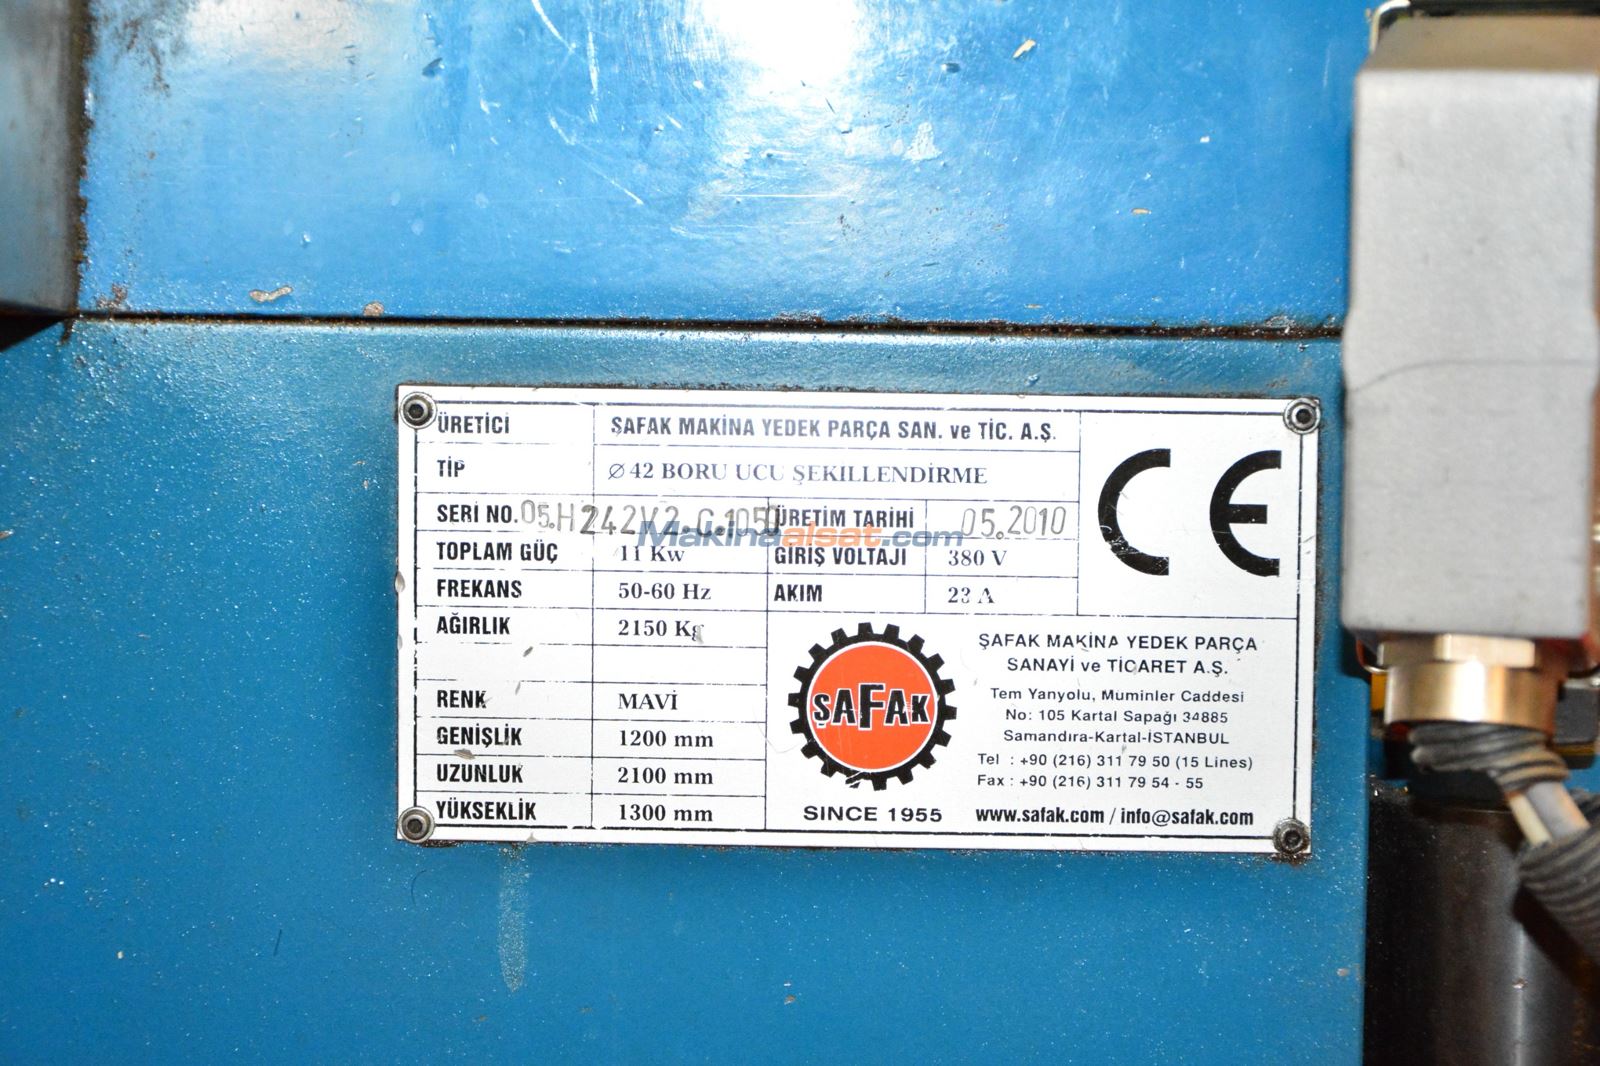 ÜRETİCİ ŞAFAK MAKİNA YEDEK PARÇA SAN. ve TİC. A.Ş.
TİP Ø 42 BORU UCU ŞEKILLENDİRME
SERI NO. 05.H242V2.C.1050 ÜRETİM TARİHİ 05.2010
TOPLAM GÜÇ 11 Kw GİRİŞ VOLTAJI 380 V
FREKANS 50-60 Hz AKIM 23 A
AĞIRLIK 2150 Kg
RENK MAVİ
GENİŞLİK 1200 mm
UZUNLUK 2100 mm
YÜKSEKLİK 1300 mm
CE
ŞAFAK
SINCE 1955
ŞAFAK MAKİNA YEDEK PARÇA
SANAYİ ve TİCARET A.Ş.
Tem Yanyolu, Muminler Caddesi
No: 105 Kartal Sapağı 34885
Samandıra-Kartal-İSTANBUL
Tel : +90 (216) 311 79 50 (15 Lines)
Fax : +90 (216) 311 79 54 - 55
www.safak.com / info@safak.com
Makinaalsat.com